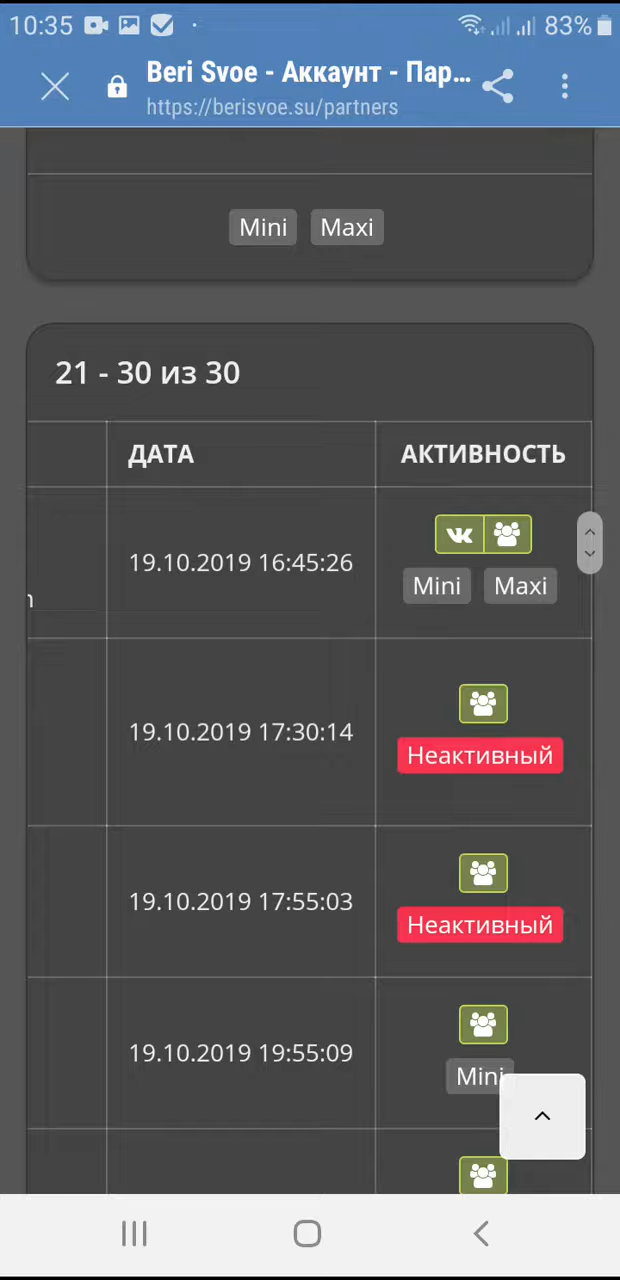 10:35 83%
Beri Svoe - Аккаунт - Пар...
https://berisvoe.su/partners
Mini Maxi
21 - 30 из 30
ДАТА АКТИВНОСТЬ
19.10.2019 16:45:26
Mini Maxi
19.10.2019 17:30:14
Неактивный
19.10.2019 17:55:03
Неактивный
19.10.2019 19:55:09
Mini